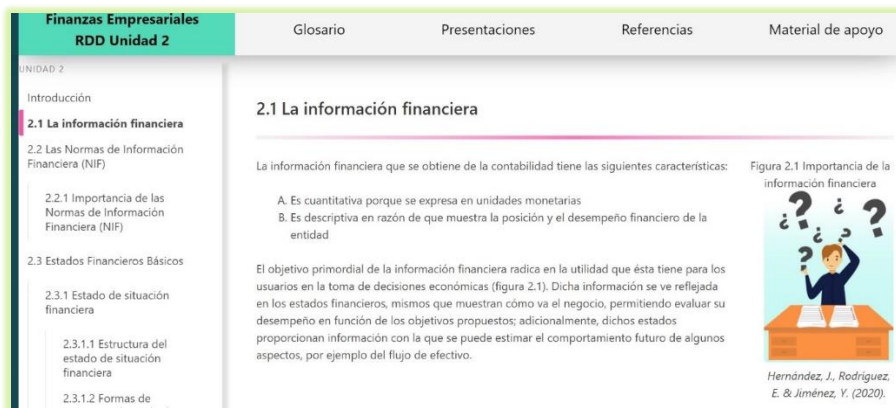 Finanzas Empresariales
RDD Unidad 2
Glosario
Presentaciones
Referencias
Material de apoyo
UNIDAD 2
Introducción
2.1 La información financiera
2.2 Las Normas de Información
Financiera (NIF)
2.2.1 Importancia de las
Normas de Información
Financiera (NIF)
2.3 Estados Financieros Básicos
2.3.1 Estado de situación
financiera
2.3.1.1 Estructura del
estado de situación
financiera
2.3.1.2 Formas de
2.1 La información financiera
La información financiera que se obtiene de la contabilidad tiene las siguientes características:
A. Es cuantitativa porque se expresa en unidades monetarias
B. Es descriptiva en razón de que muestra la posición y el desempeño financiero de la
entidad
El objetivo primordial de la información financiera radica en la utilidad que ésta tiene para los
usuarios en la toma de decisiones económicas (figura 2.1). Dicha información se ve reflejada
en los estados financieros, mismos que muestran cómo va el negocio, permitiendo evaluar su
desempeño en función de los objetivos propuestos; adicionalmente, dichos estados
proporcionan información con la que se puede estimar el comportamiento futuro de algunos
aspectos, por ejemplo del flujo de efectivo.
Figura 2.1 Importancia de la
información financiera
¿? ¿ ?
¿ ¿ ?
?
Hernández, J., Rodríguez,
E. & Jiménez, Y. (2020).